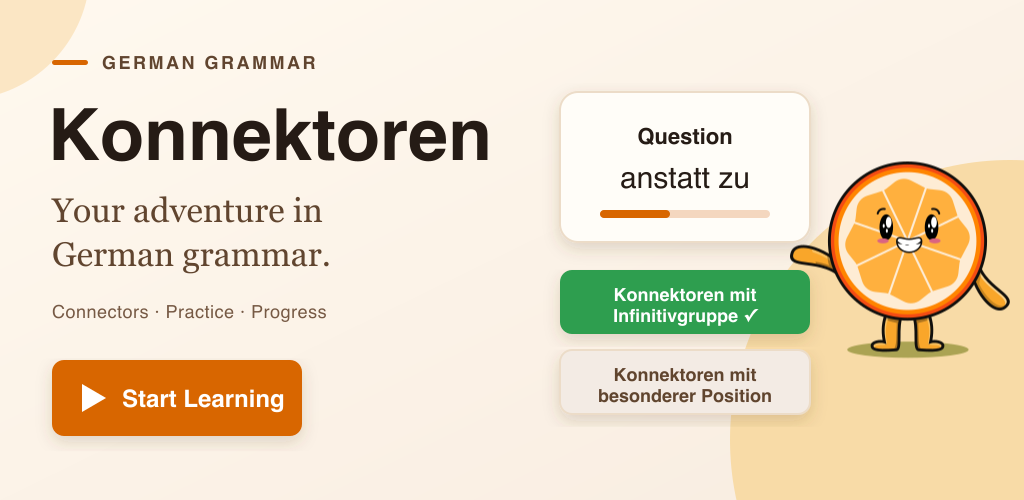 GERMAN GRAMMAR
Konnektoren
Your adventure in
German grammar.
Connectors · Practice · Progress
Start Learning
Question
anstatt zu
Konnektoren mit
Infinitivgruppe ✓
Konnektoren mit
besonderer Position